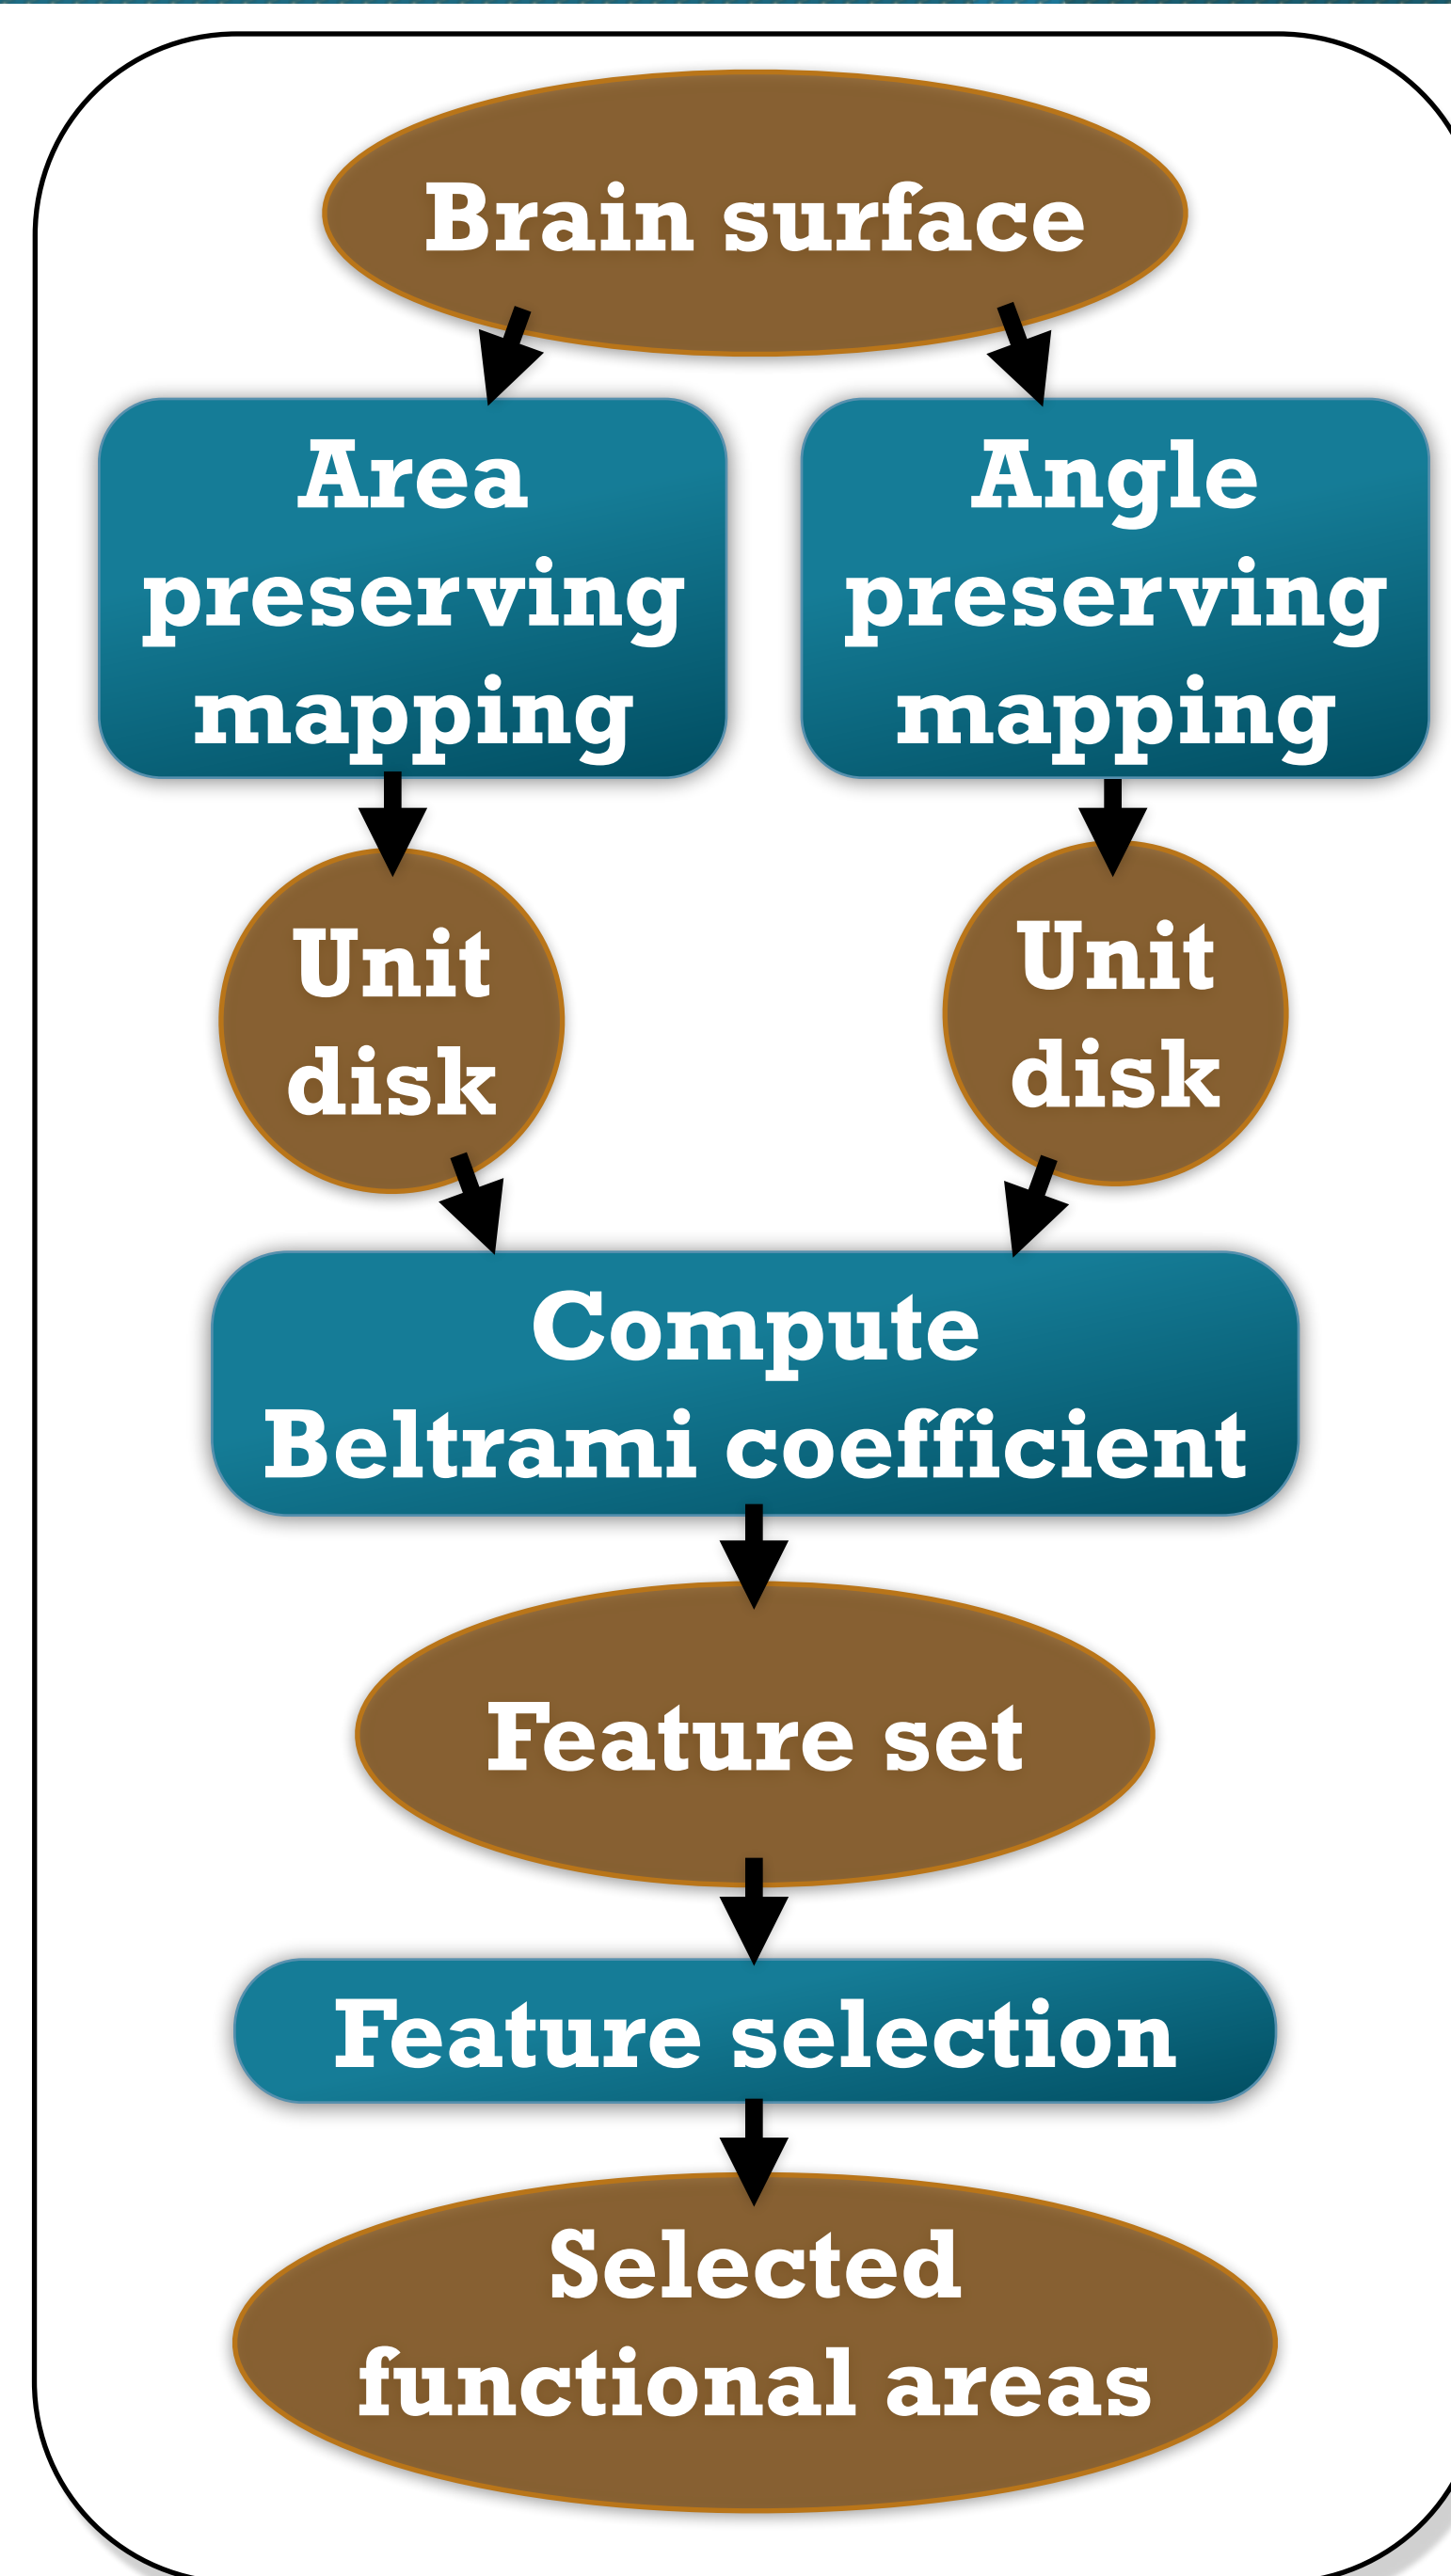 Brain surface
Area
preserving
mapping
Angle
preserving
mapping
Unit
disk
Unit
disk
Compute
Beltrami coefficient
Feature set
Feature selection
Selected
functional areas